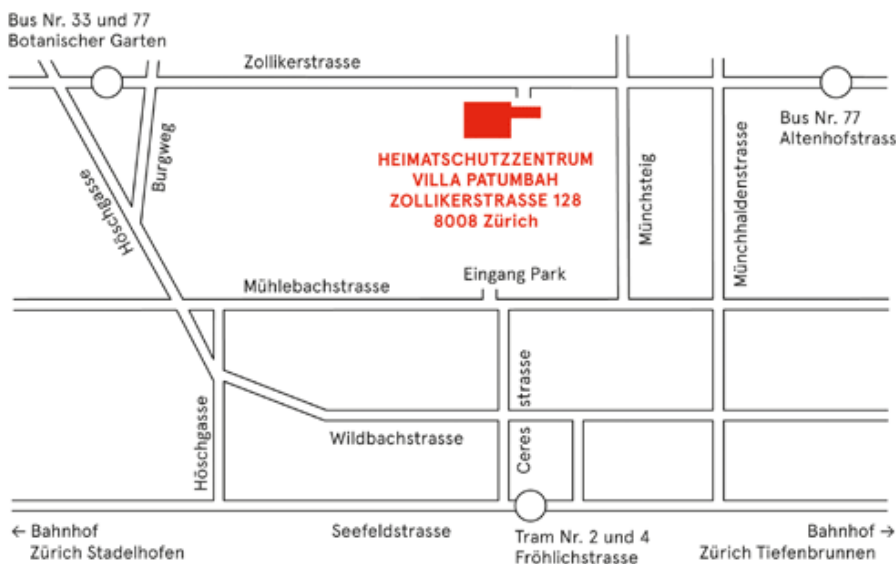 Bus Nr. 33 und 77
Botanischer Garten
Zollikerstrasse
Bus Nr. 77
Altenhofstrass
Burgweg
Höschgasse
HEIMATSCHUTZZENTRUM
VILLA PATUMBAH
ZOLLIKERSTRASSE 128
8008 Zürich
Münchsteig
Münchhaldenstrasse
Eingang Park
Mühlebachstrasse
Ceres strasse
Höschgasse
Wildbachstrasse
← Bahnhof
Zürich Stadelhofen
Seefeldstrasse
Tram Nr. 2 und 4
Fröhlichstrasse
Bahnhof →
Zürich Tiefenbrunnen